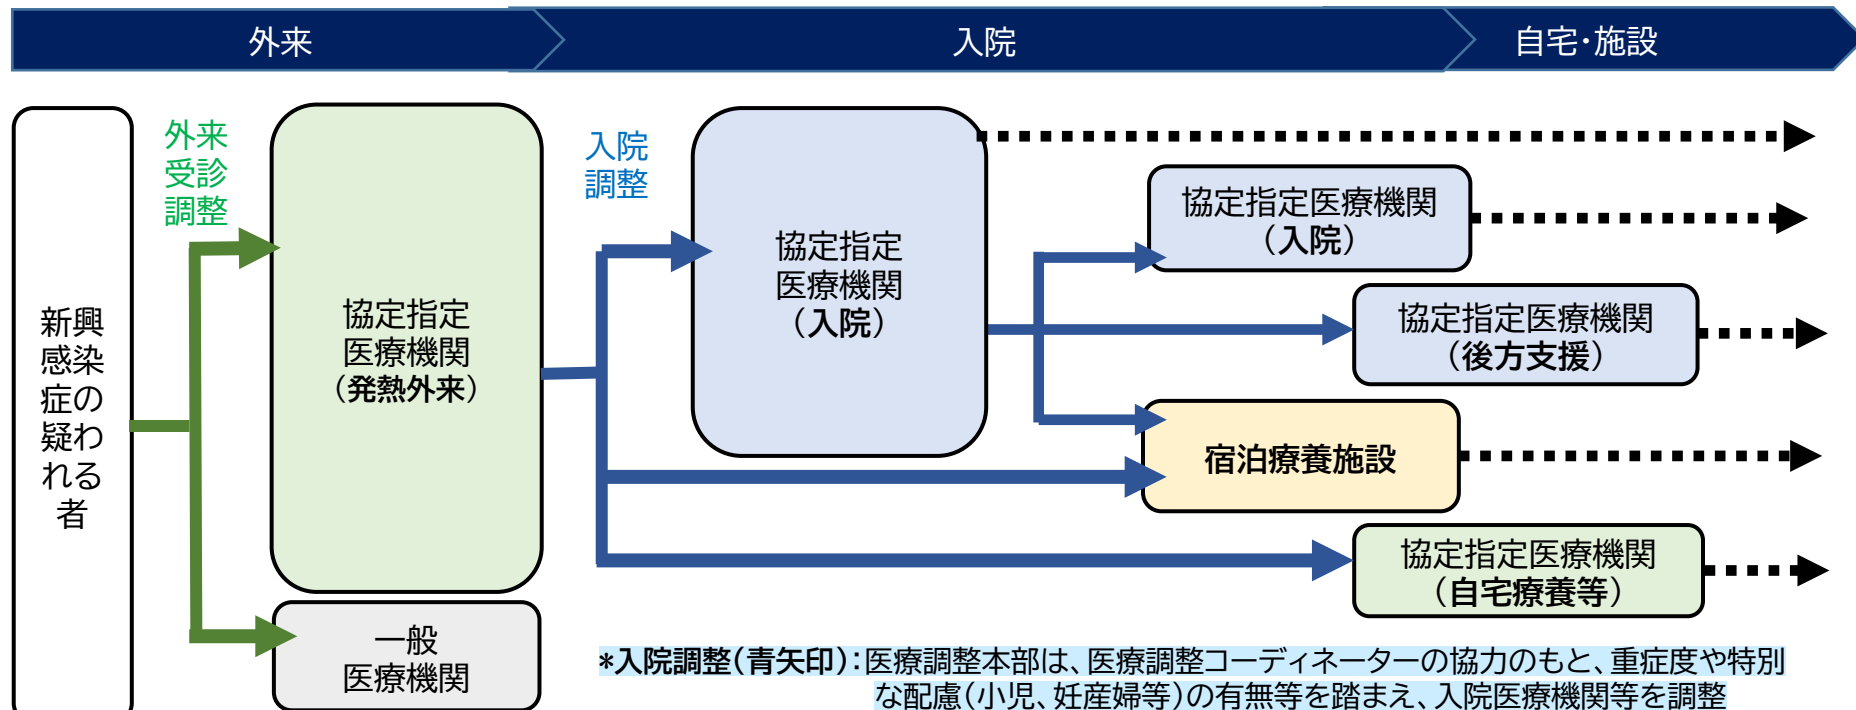 外来
入院
自宅・施設
外来
受診
調整
入院
調整
新興
感染
症の
疑わ
れる
者
協定指定
医療機関
（発熱外来）
一般
医療機関
協定指定
医療機関
（入院）
協定指定医療機関
（入院）
協定指定医療機関
（後方支援）
宿泊療養施設
協定指定医療機関
（自宅療養等）
*入院調整（青矢印）：医療調整本部は、医療調整コーディネーターの協力のもと、重症度や特別
な配慮（小児、妊産婦等）の有無等を踏まえ、入院医療機関等を調整